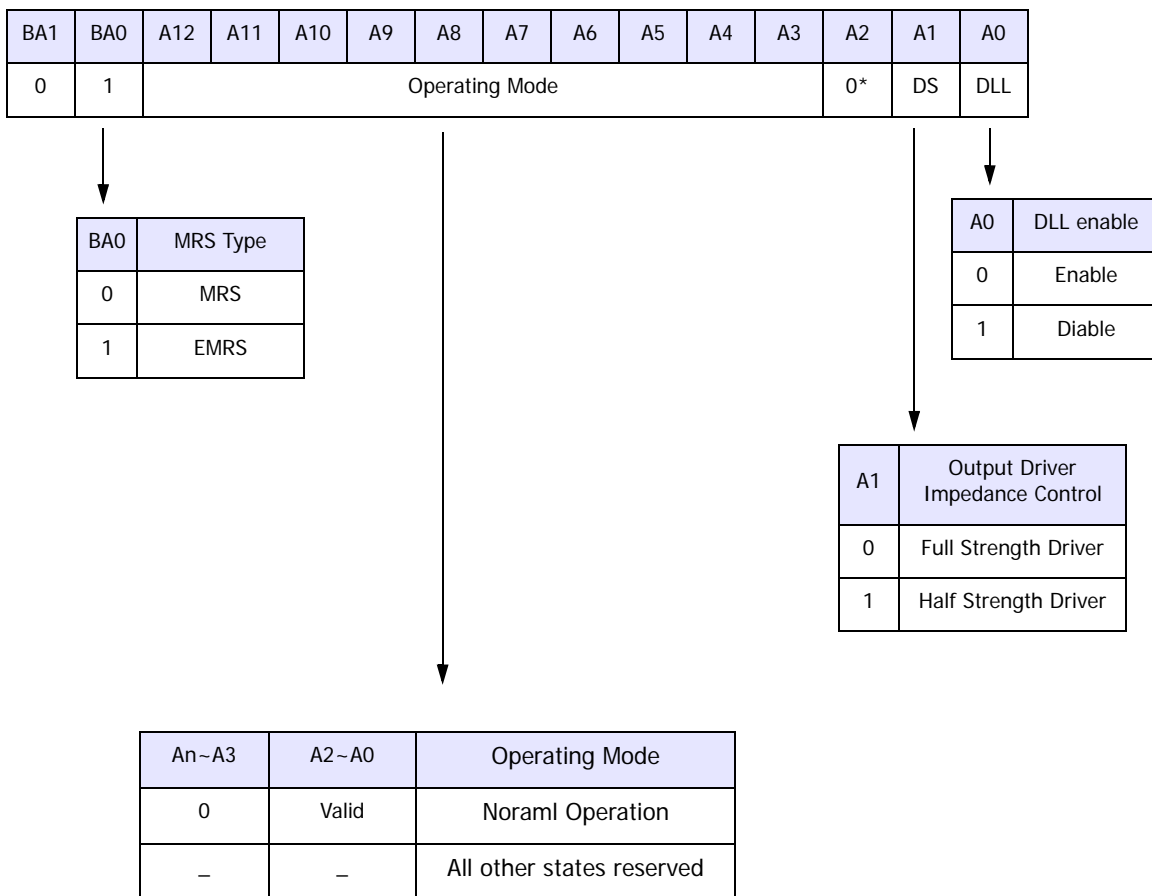 BA1 BA0 A12 A11 A10 A9 A8 A7 A6 A5 A4 A3 A2 A1 A0
0 1 Operating Mode 0* DS DLL
BA0 MRS Type
0 MRS
1 EMRS
A0 DLL enable
0 Enable
1 Diable
A1 Output Driver
Impedance Control
0 Full Strength Driver
1 Half Strength Driver
An~A3 A2~A0 Operating Mode
0 Valid Noraml Operation
_ _ All other states reserved